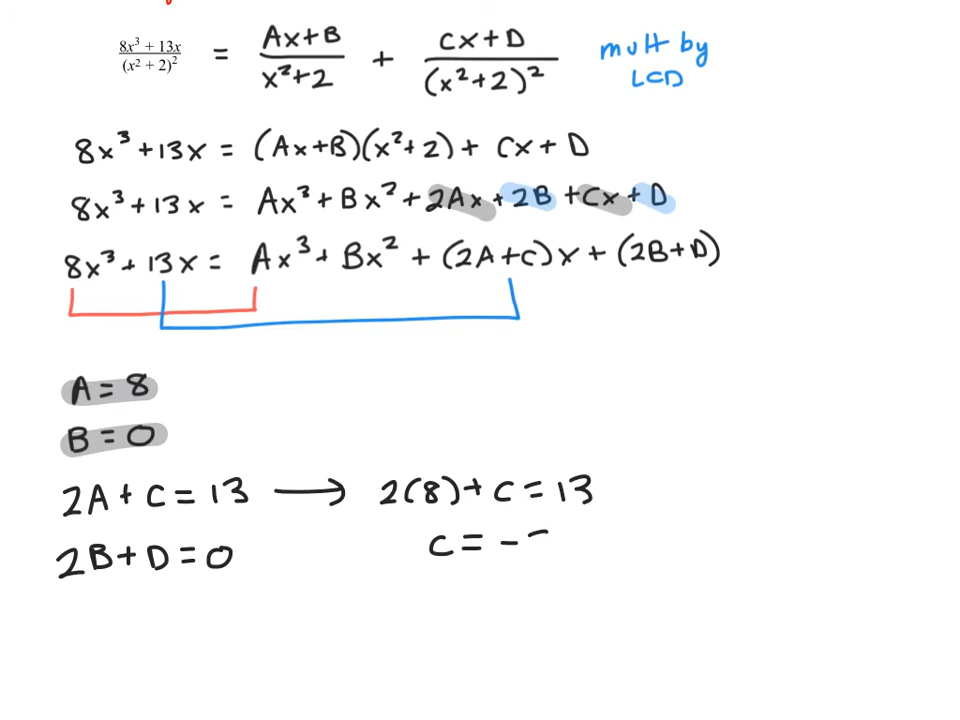 (8x³ + 13x)/(x² + 2)² = (Ax+B)/(x²+2) + (Cx+D)/(x²+2)² mult by LCD
8x³ + 13x = (Ax+B)(x²+2) + Cx + D
8x³ + 13x = Ax³ + Bx² + 2Ax + 2B + Cx + D
8x³ + 13x = Ax³ + Bx² + (2A+C)x + (2B+D)
A = 8
B = 0
2A + C = 13 → 2(8) + C = 13
2B + D = 0 C = -